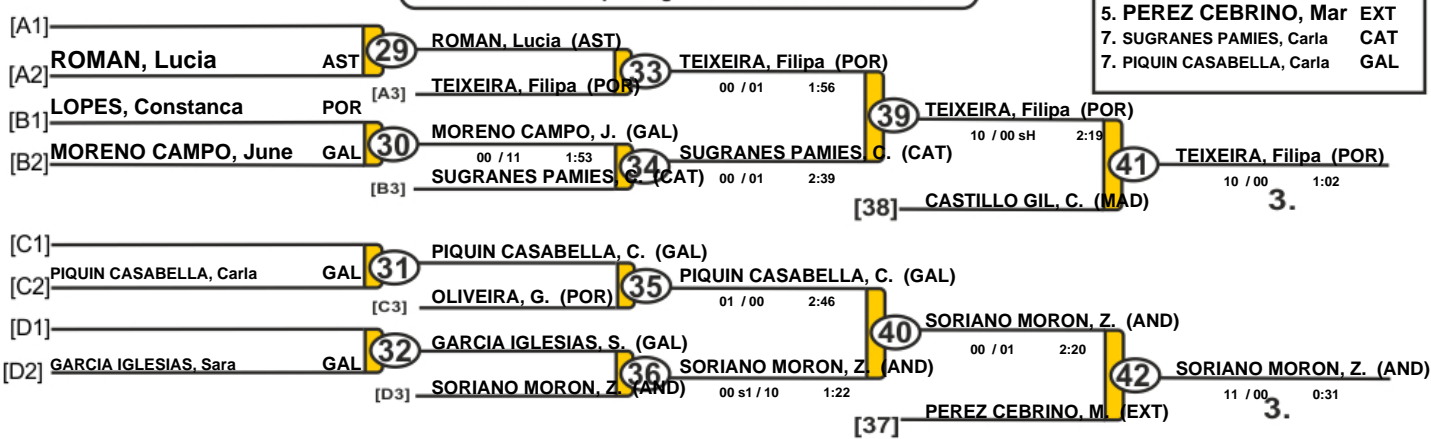 5. PEREZ CEBRINO, Mar EXT
7. SUGRANES PAMIES, Carla CAT
7. PIQUIN CASABELLA, Carla GAL
[A1]
[A2] ROMAN, Lucia AST
29
ROMAN, Lucia (AST)
[A3] TEIXEIRA, Filipa (POR)
33
TEIXEIRA, Filipa (POR)
00 / 01 1:56
[B1] LOPES, Constanca POR
[B2] MORENO CAMPO, June GAL
30
MORENO CAMPO, J. (GAL)
00 / 11 1:53
[B3] SUGRANES PAMIES, C. (CAT)
34
SUGRANES PAMIES, C. (CAT)
00 / 01 2:39
39
TEIXEIRA, Filipa (POR)
10 / 00 sH 2:19
[38] CASTILLO GIL, C. (MAD)
41
TEIXEIRA, Filipa (POR)
10 / 00 1:02
3.
[C1]
[C2] PIQUIN CASABELLA, Carla GAL
31
PIQUIN CASABELLA, C. (GAL)
[C3] OLIVEIRA, G. (POR)
35
PIQUIN CASABELLA, C. (GAL)
01 / 00 2:46
[D1]
[D2] GARCIA IGLESIAS, Sara GAL
32
GARCIA IGLESIAS, S. (GAL)
[D3] SORIANO MORON, Z. (AND)
36
SORIANO MORON, Z. (AND)
00 s1 / 10 1:22
40
SORIANO MORON, Z. (AND)
00 / 01 2:20
[37] PEREZ CEBRINO, M. (EXT)
42
SORIANO MORON, Z. (AND)
11 / 00 0:31
3.